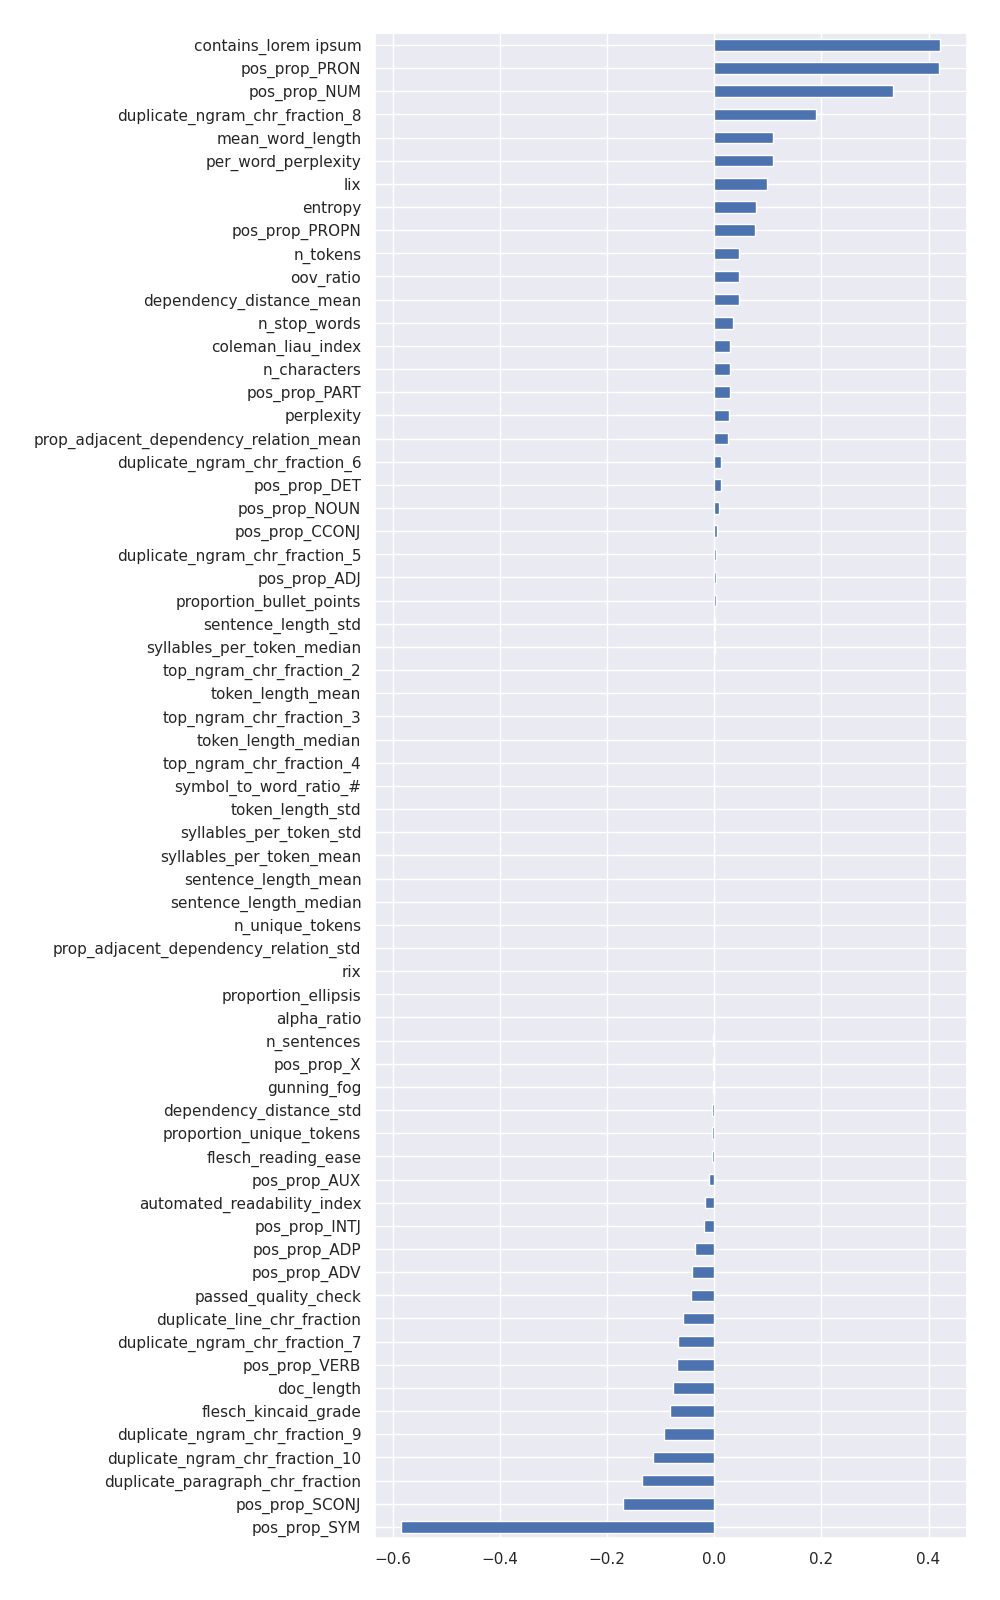 contains_lorem ipsum
pos_prop_PRON
pos_prop_NUM
duplicate_ngram_chr_fraction_8
mean_word_length
per_word_perplexity
lix
entropy
pos_prop_PROPN
n_tokens
oov_ratio
dependency_distance_mean
n_stop_words
coleman_liau_index
n_characters
pos_prop_PART
perplexity
prop_adjacent_dependency_relation_mean
duplicate_ngram_chr_fraction_6
pos_prop_DET
pos_prop_NOUN
pos_prop_CCONJ
duplicate_ngram_chr_fraction_5
pos_prop_ADJ
proportion_bullet_points
sentence_length_std
syllables_per_token_median
top_ngram_chr_fraction_2
token_length_mean
top_ngram_chr_fraction_3
token_length_median
top_ngram_chr_fraction_4
symbol_to_word_ratio_#
token_length_std
syllables_per_token_std
syllables_per_token_mean
sentence_length_mean
sentence_length_median
n_unique_tokens
prop_adjacent_dependency_relation_std
rix
proportion_ellipsis
alpha_ratio
n_sentences
pos_prop_X
gunning_fog
dependency_distance_std
proportion_unique_tokens
flesch_reading_ease
pos_prop_AUX
automated_readability_index
pos_prop_INTJ
pos_prop_ADP
pos_prop_ADV
passed_quality_check
duplicate_line_chr_fraction
duplicate_ngram_chr_fraction_7
pos_prop_VERB
doc_length
flesch_kincaid_grade
duplicate_ngram_chr_fraction_9
duplicate_ngram_chr_fraction_10
duplicate_paragraph_chr_fraction
pos_prop_SCONJ
pos_prop_SYM
−0.6 −0.4 −0.2 0.0 0.2 0.4